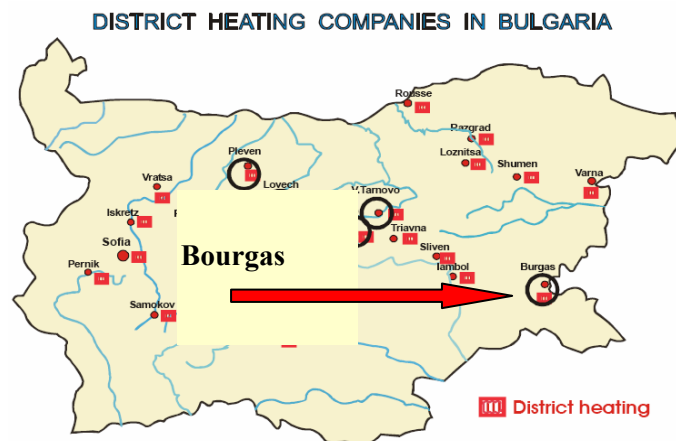 DISTRICT HEATING COMPANIES IN BULGARIA
Rousse
Razgrad
Loznitsa
Shumen
Varna
Pleven
Lovech
Vratsa
V.Tarnovo
Iskretz
Triavna
Sofia
Sliven
Bourgas
Pernik
Iambol
Burgas
Samokov
District heating